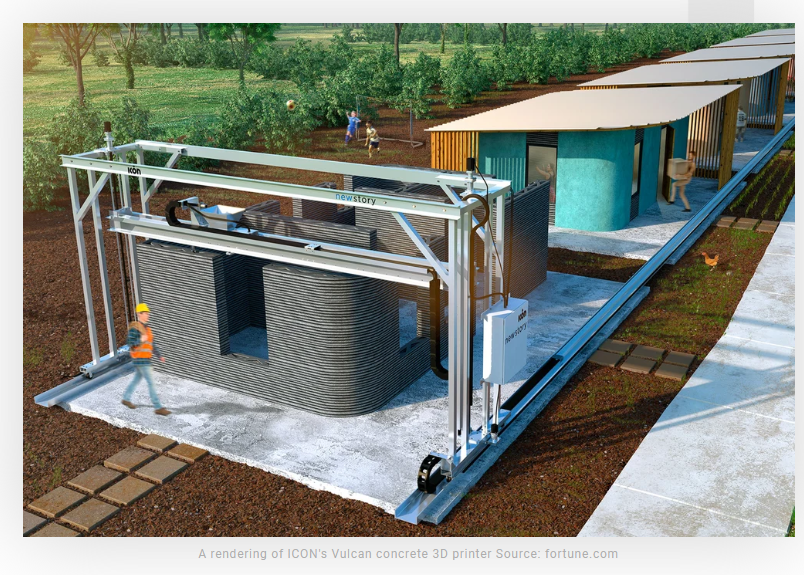 icon
newstory
icon
newstory
A rendering of ICON's Vulcan concrete 3D printer Source: fortune.com